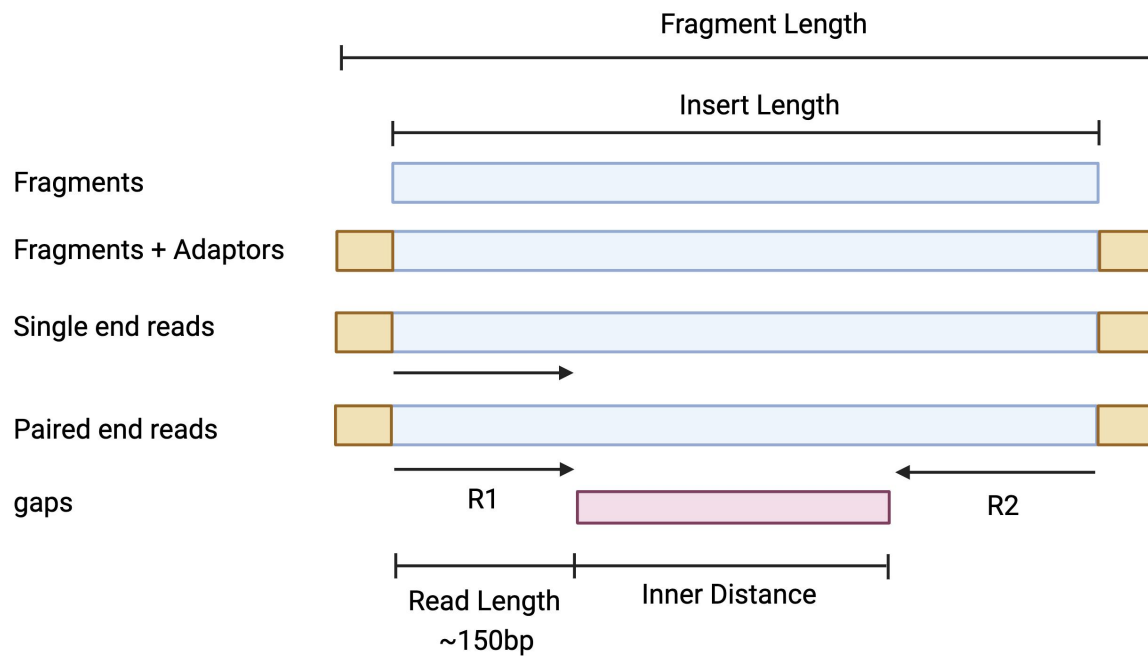 Fragment Length
Insert Length
Fragments
Fragments + Adaptors
Single end reads
Paired end reads
R1
R2
gaps
Read Length
~150bp
Inner Distance